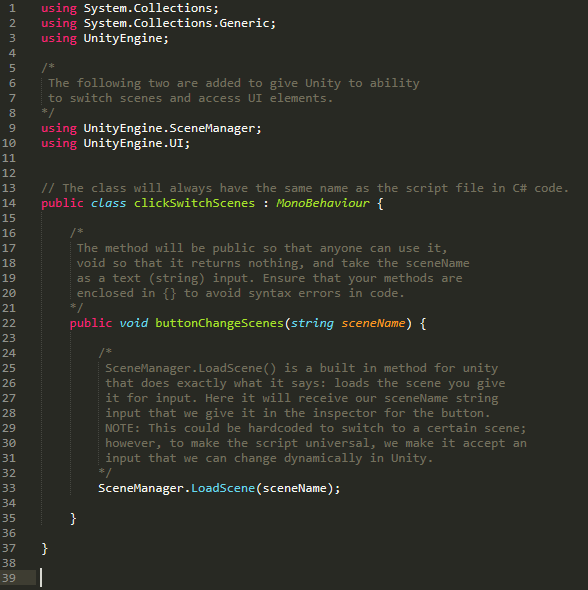 1 using System.Collections;
2 using System.Collections.Generic;
3 using UnityEngine;
4
5 /*
6 The following two are added to give Unity to ability
7 to switch scenes and access UI elements.
8 */
9 using UnityEngine.SceneManager;
10 using UnityEngine.UI;
11
12
13 // The class will always have the same name as the script file in C# code.
14 public class clickSwitchScenes : MonoBehaviour {
15
16 /*
17 The method will be public so that anyone can use it,
18 void so that it returns nothing, and take the sceneName
19 as a text (string) input. Ensure that your methods are
20 enclosed in {} to avoid syntax errors in code.
21 */
22 public void buttonChangeScenes(string sceneName) {
23
24 /*
25 SceneManager.LoadScene() is a built in method for unity
26 that does exactly what it says: loads the scene you give
27 it for input. Here it will receive our sceneName string
28 input that we give it in the inspector for the button.
29 NOTE: This could be hardcoded to switch to a certain scene;
30 however, to make the script universal, we make it accept an
31 input that we can change dynamically in Unity.
32 */
33 SceneManager.LoadScene(sceneName);
34
35 }
36
37 }
38
39